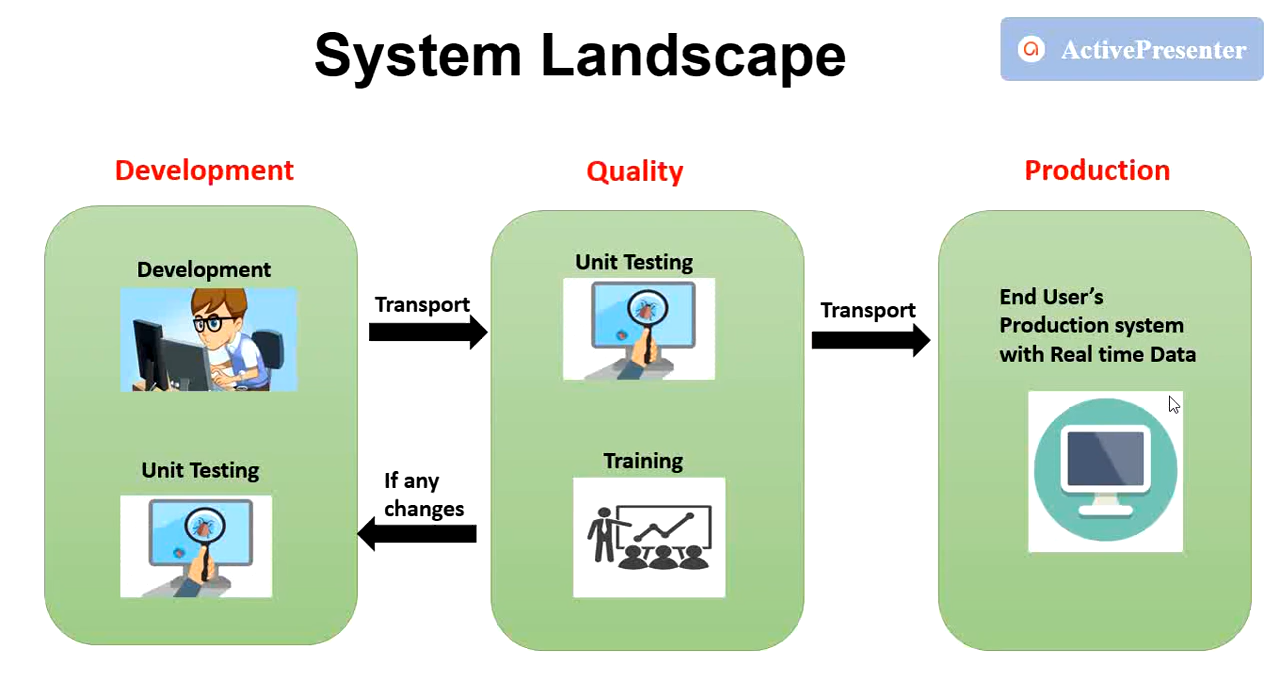 System Landscape
ActivePresenter
Development
Quality
Production
Development
Transport
Unit Testing
Unit Testing
Training
If any
changes
Transport
End User’s
Production system
with Real time Data